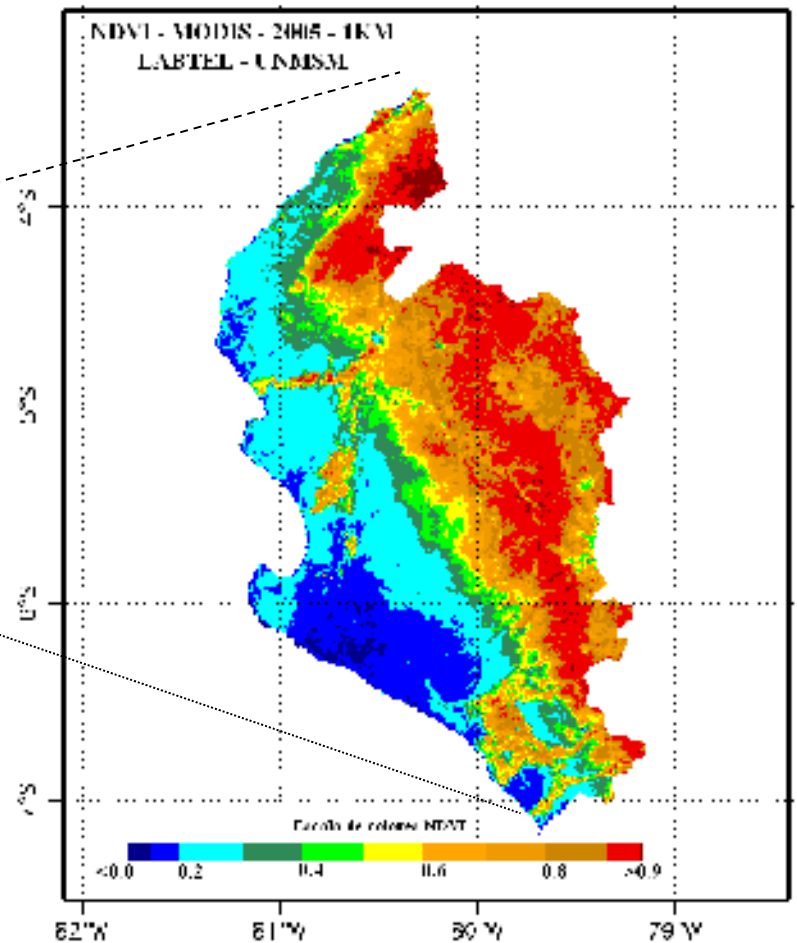 NDVI - MODIS - 2005 - 1KM
LABTEL - UNMSM
4°S
5°S
6°S
7°S
Escala de colores NDVI
<0.0 0.2 0.4 0.6 0.8 >0.9
82°W 81°W 80°W 79°W